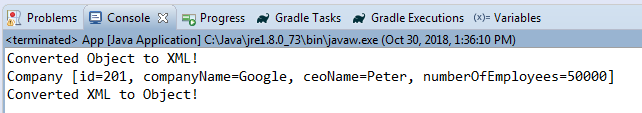 Problems Console Progress Gradle Tasks Gradle Executions (x)= Variables
<terminated> App [Java Application] C:\Java\jre1.8.0_73\bin\javaw.exe (Oct 30, 2018, 1:36:10 PM)
Converted Object to XML!
Company [id=201, companyName=Google, ceoName=Peter, numberOfEmployees=50000]
Converted XML to Object!